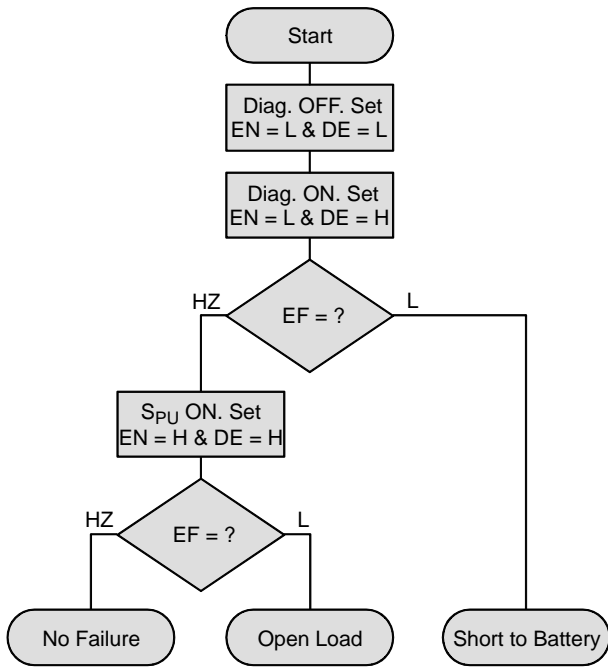 Start
Diag. OFF. Set
EN = L & DE = L
Diag. ON. Set
EN = L & DE = H
HZ
EF = ?
L
SPU ON. Set
EN = H & DE = H
HZ
EF = ?
L
No Failure
Open Load
Short to Battery